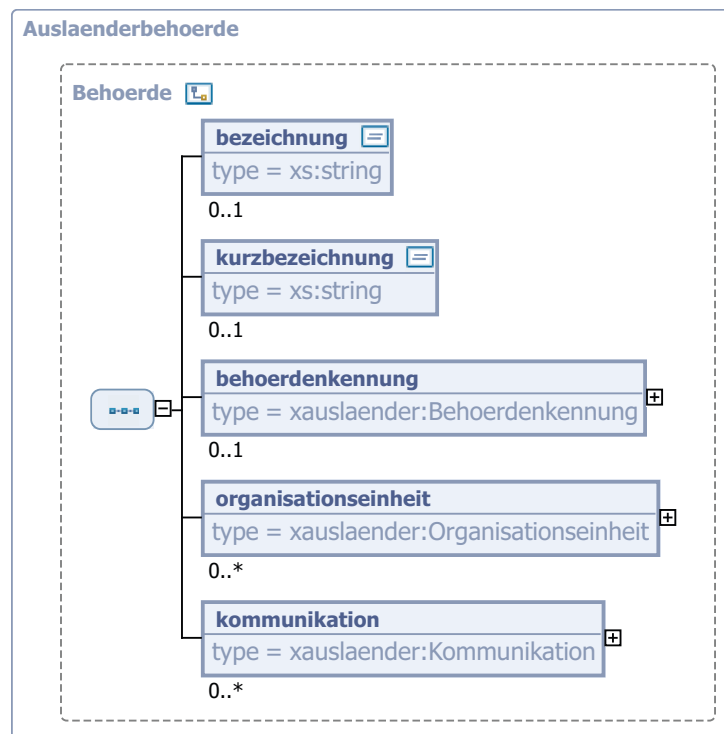 Auslaenderbehoerde
Behoerde
bezeichnung
type = xs:string
0..1
kurzbezeichnung
type = xs:string
0..1
behoerdenkennung
type = xauslaender:Behoerdenkennung
0..1
organisationseinheit
type = xauslaender:Organisationseinheit
0..*
kommunikation
type = xauslaender:Kommunikation
0..*